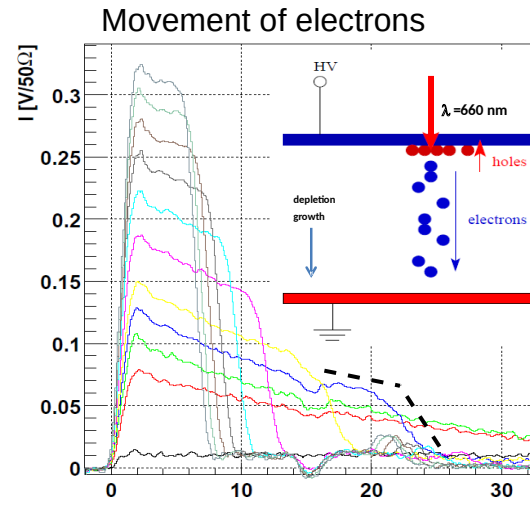 Movement of electrons
I [V/50Ω]
0.3
0.25
0.2
0.15
0.1
0.05
0
0 10 20 30
HV
λ =660 nm
holes
electrons
depletion
growth